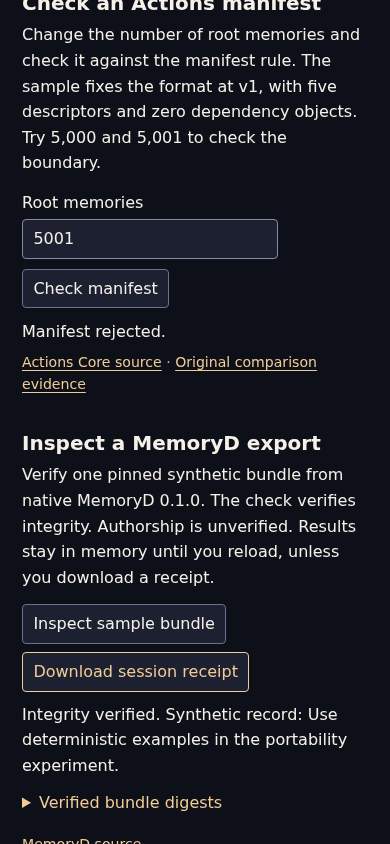 Check an Actions manifest
Change the number of root memories and
check it against the manifest rule. The
sample fixes the format at v1, with five
descriptors and zero dependency objects.
Try 5,000 and 5,001 to check the
boundary.
Root memories
5001
Check manifest
Manifest rejected.
Actions Core source · Original comparison
evidence
Inspect a MemoryD export
Verify one pinned synthetic bundle from
native MemoryD 0.1.0. The check verifies
integrity. Authorship is unverified. Results
stay in memory until you reload, unless
you download a receipt.
Inspect sample bundle
Download session receipt
Integrity verified. Synthetic record: Use
deterministic examples in the portability
experiment.
▶ Verified bundle digests
MemoryD source